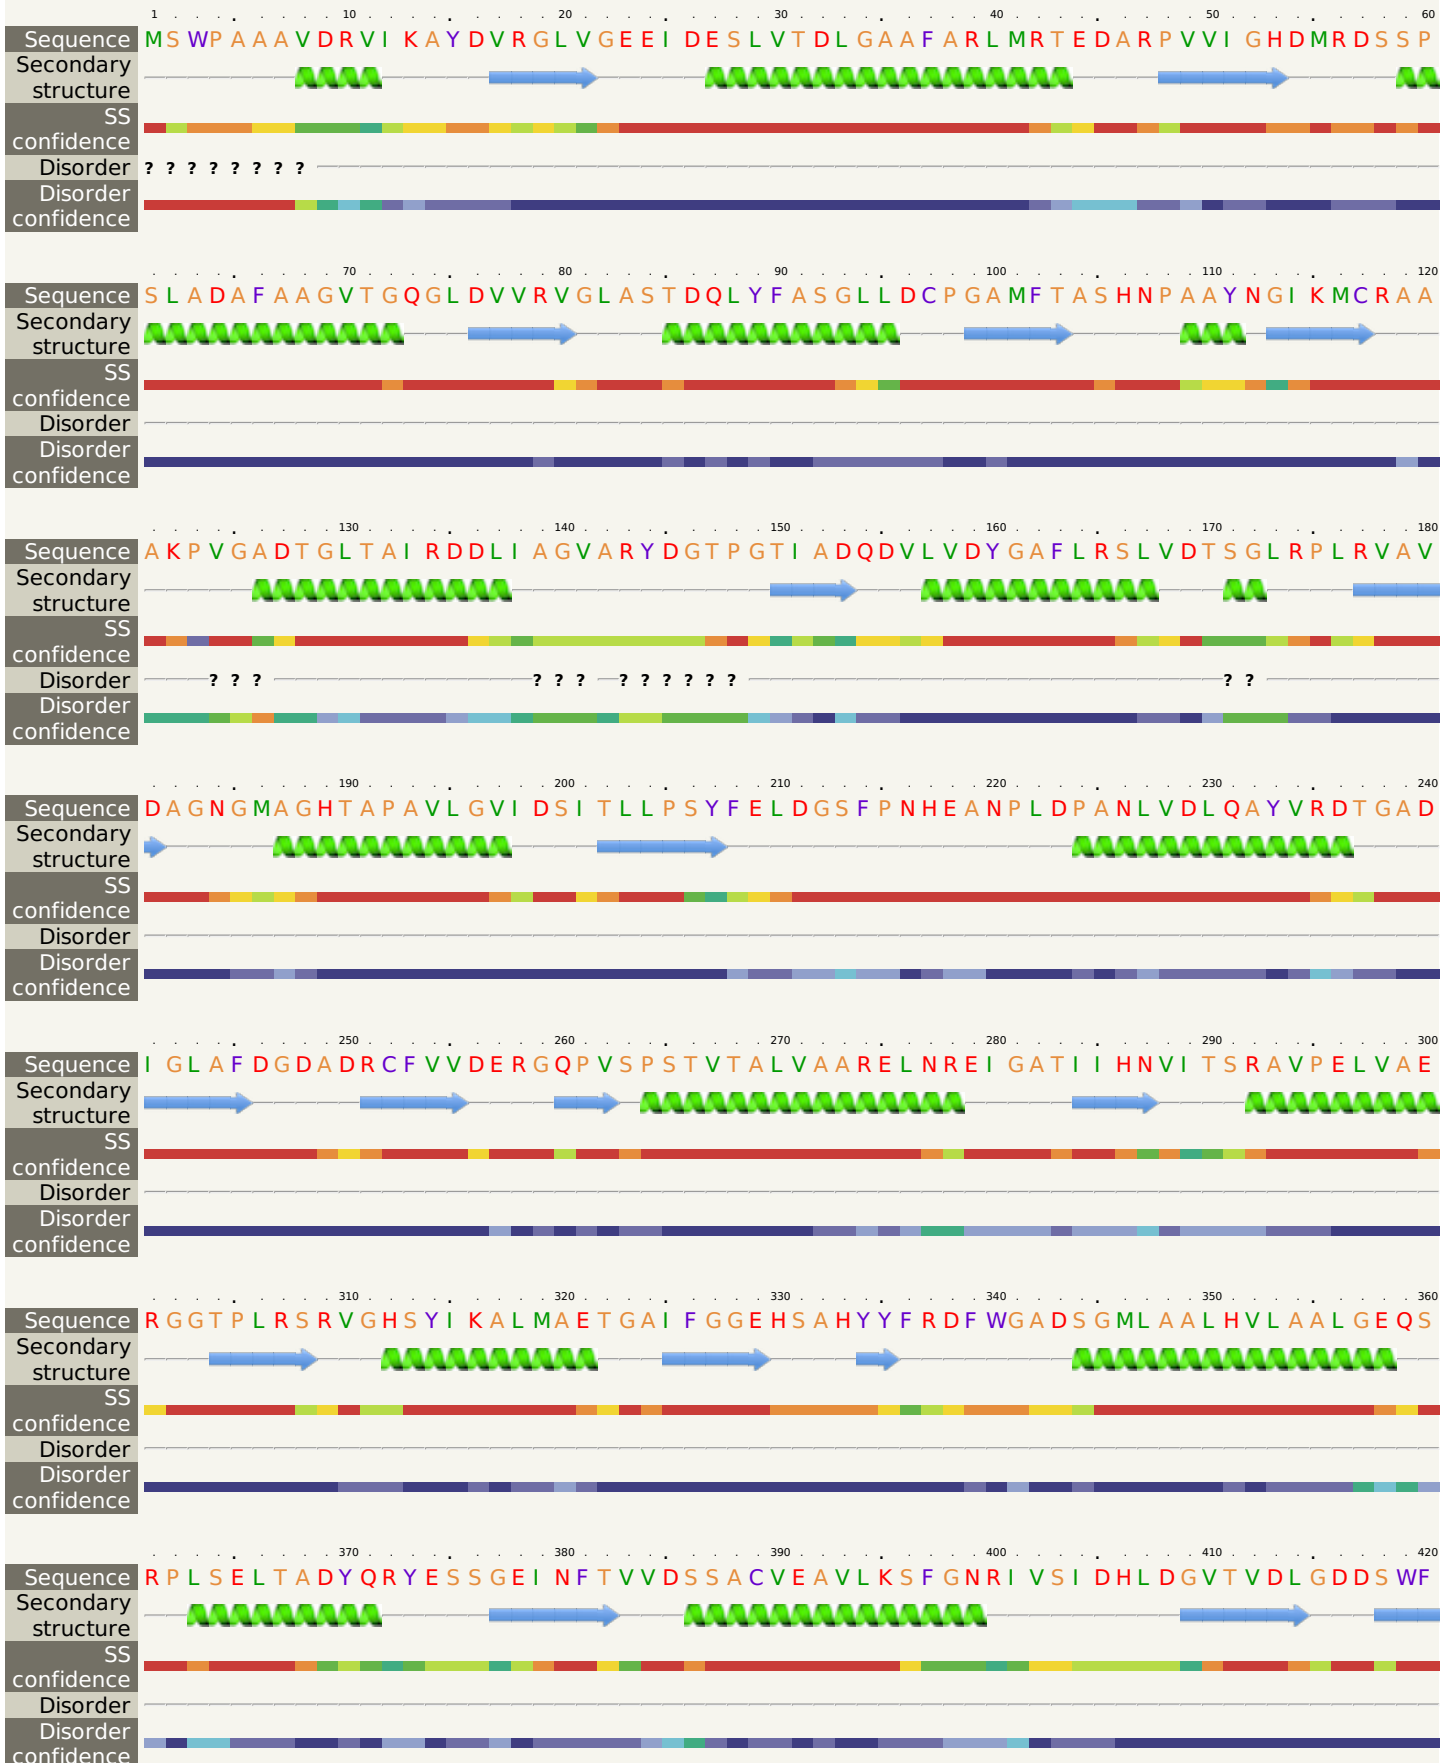 1 . . . . . . . 10 . . . . . . . . 20 . . . . . . . . 30 . . . . . . . . 40 . . . . . . . . 50 . . . . . . . . 60
Sequence MSWPAAAVDRVIKAYDVRGLVGEEIDESLVTDLGAAFARLMRTEDARPVVIGHDMRDSSP
Secondary
structure
SS
confidence
Disorder ? ? ? ? ? ? ? ?
Disorder
confidence
. . . . . . . . 70 . . . . . . . . 80 . . . . . . . . 90 . . . . . . . . 100 . . . . . . . . 110 . . . . . . . . 120
Sequence SLADAFAAGVTGQGLDVVRVGLASTDQLYFASGLLDCPGAMFTASHNPAAYNGIKMCRAA
Secondary
structure
SS
confidence
Disorder
Disorder
confidence
. . . . . . . . 130 . . . . . . . . 140 . . . . . . . . 150 . . . . . . . . 160 . . . . . . . . 170 . . . . . . . . 180
Sequence AKPVGADTGLTAIRDDLIAGVARYDGTPGTIADQDVLVDYGAFLRSLVDTSGLRPLRVAV
Secondary
structure
SS
confidence
Disorder ? ? ? ? ? ? ? ? ? ? ? ? ? ?
Disorder
confidence
. . . . . . . . 190 . . . . . . . . 200 . . . . . . . . 210 . . . . . . . . 220 . . . . . . . . 230 . . . . . . . . 240
Sequence DAGNGMAGHTAPAVLGVIDSITLLPSYFELDGSFPNHEANPLDPANLVDLQAYVRDTGAD
Secondary
structure
SS
confidence
Disorder
Disorder
confidence
. . . . . . . . 250 . . . . . . . . 260 . . . . . . . . 270 . . . . . . . . 280 . . . . . . . . 290 . . . . . . . . 300
Sequence IGLAFDGDADRCFVVDERGQPVSPSTVTALVAARELNREIGATIIHNVITSRAVPELVAE
Secondary
structure
SS
confidence
Disorder
Disorder
confidence
. . . . . . . . 310 . . . . . . . . 320 . . . . . . . . 330 . . . . . . . . 340 . . . . . . . . 350 . . . . . . . . 360
Sequence RGGTPLRSRVGHSYIKALMAETGAIFGGEHSAHYYFRDFWGADSGMLAALHVLAALGEQS
Secondary
structure
SS
confidence
Disorder
Disorder
confidence
. . . . . . . . 370 . . . . . . . . 380 . . . . . . . . 390 . . . . . . . . 400 . . . . . . . . 410 . . . . . . . . 420
Sequence RPLSELTADYQRYESSGEINFTVVDSSACVEAVLKSFGNRIVSIDHLDGVTVDLGDDSWF
Secondary
structure
SS
confidence
Disorder
Disorder
confidence